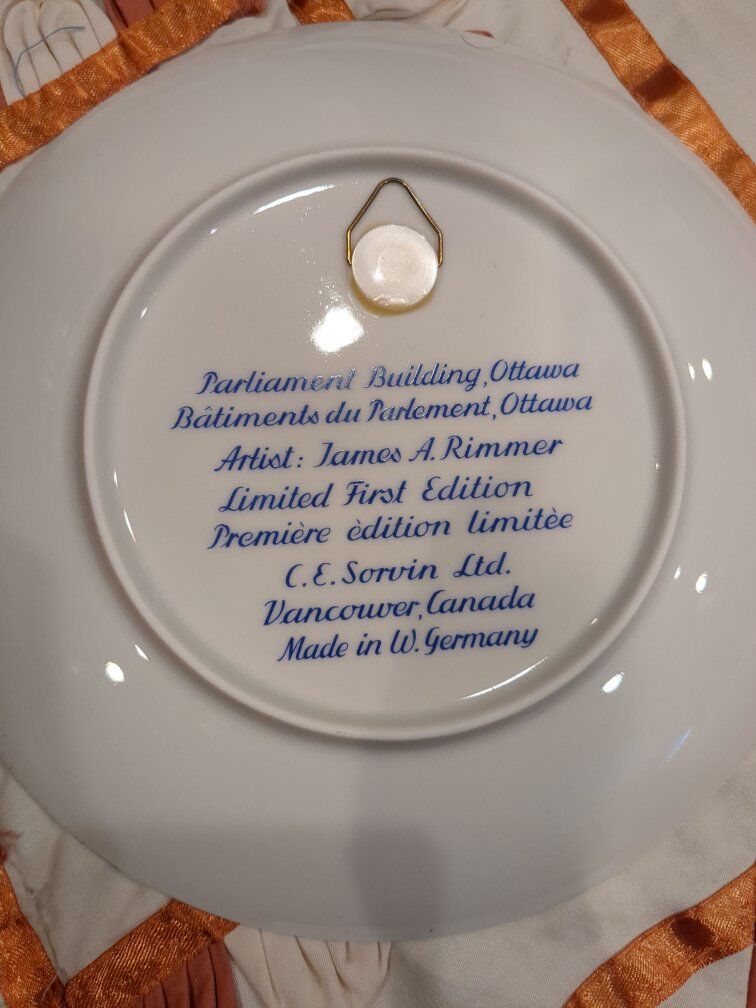 Parliament Building, Ottawa
Bâtiments du Parlement, Ottawa
Artist: James A. Rimmer
Limited First Edition
Première èdition limitèe
C. E. Sorvin Ltd.
Vancouver, Canada
Made in W. Germany